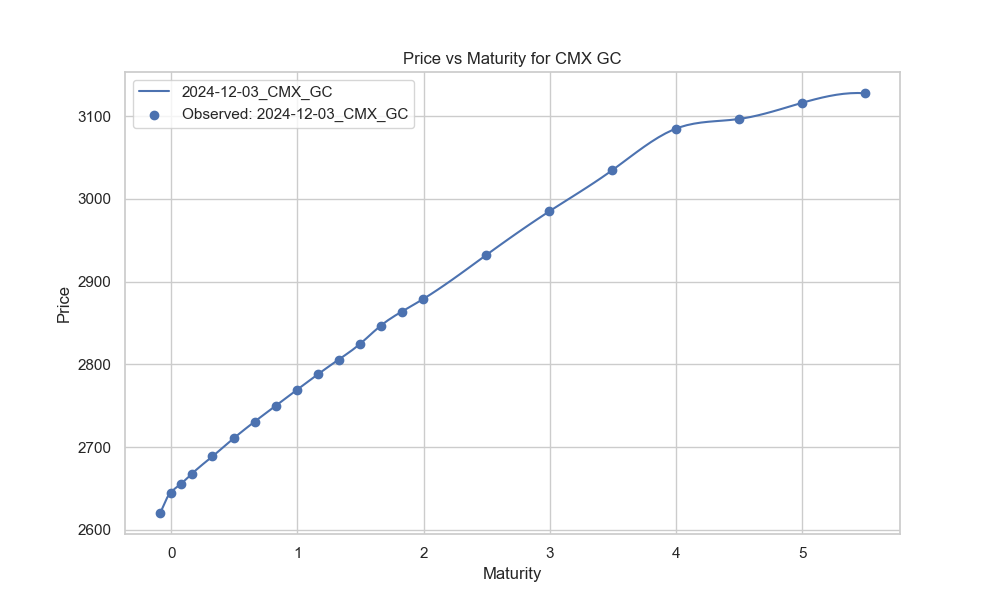 Price vs Maturity for CMX GC
2024-12-03_CMX_GC
Observed: 2024-12-03_CMX_GC
3100
3000
2900
2800
2700
2600
Price
0 1 2 3 4 5
Maturity